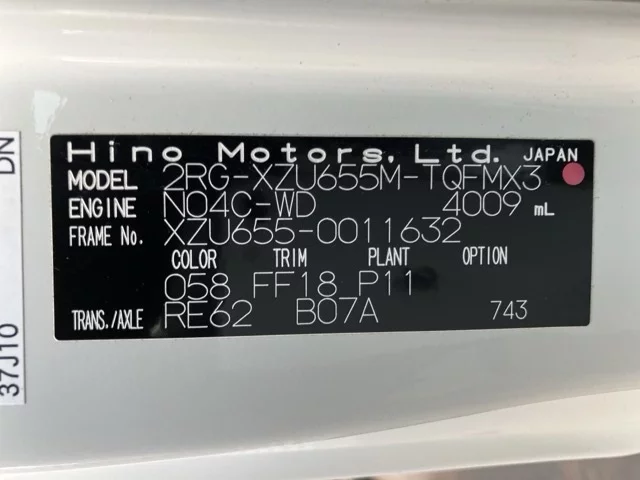 Hino Motors, Ltd. JAPAN
MODEL 2RG-XZU655M-TQFMX3
ENGINE N04C-WD 4009 mL
FRAME No. XZU655-0011632
COLOR TRIM PLANT OPTION
058 FF18 P11
TRANS./AXLE RE62 B07A 743
37J10 DN